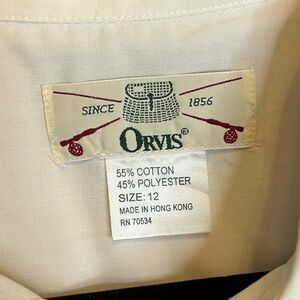 SINCE 1856
ORVIS®
55% COTTON
45% POLYESTER
SIZE: 12
MADE IN HONG KONG
RN 70534